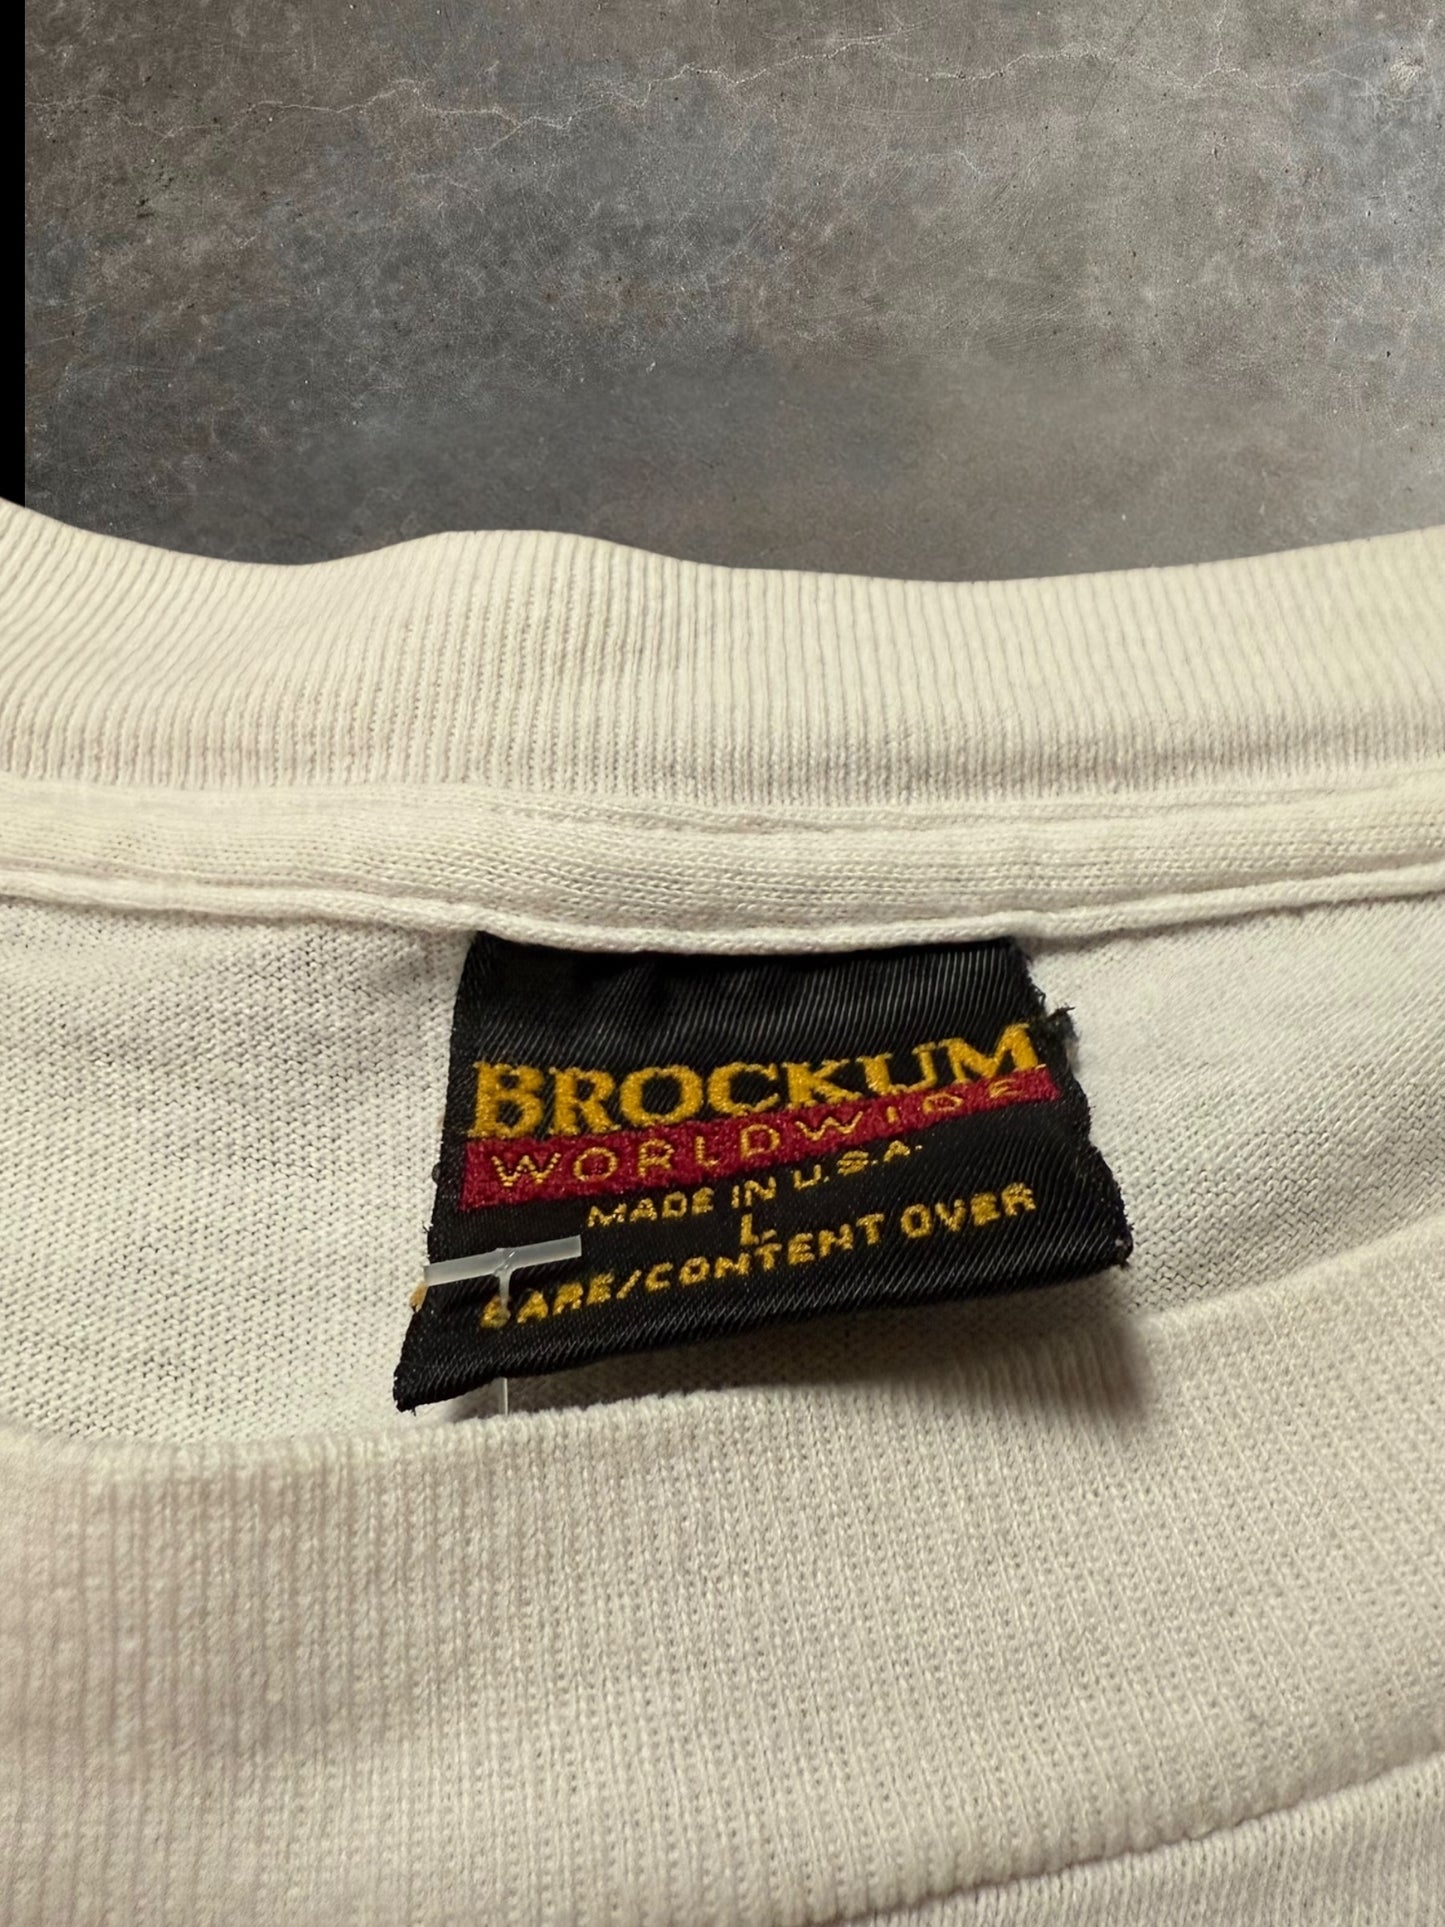 BROCKUM
WORLDWIDE
MADE IN U.S.A.
L
CARE/CONTENT OVER